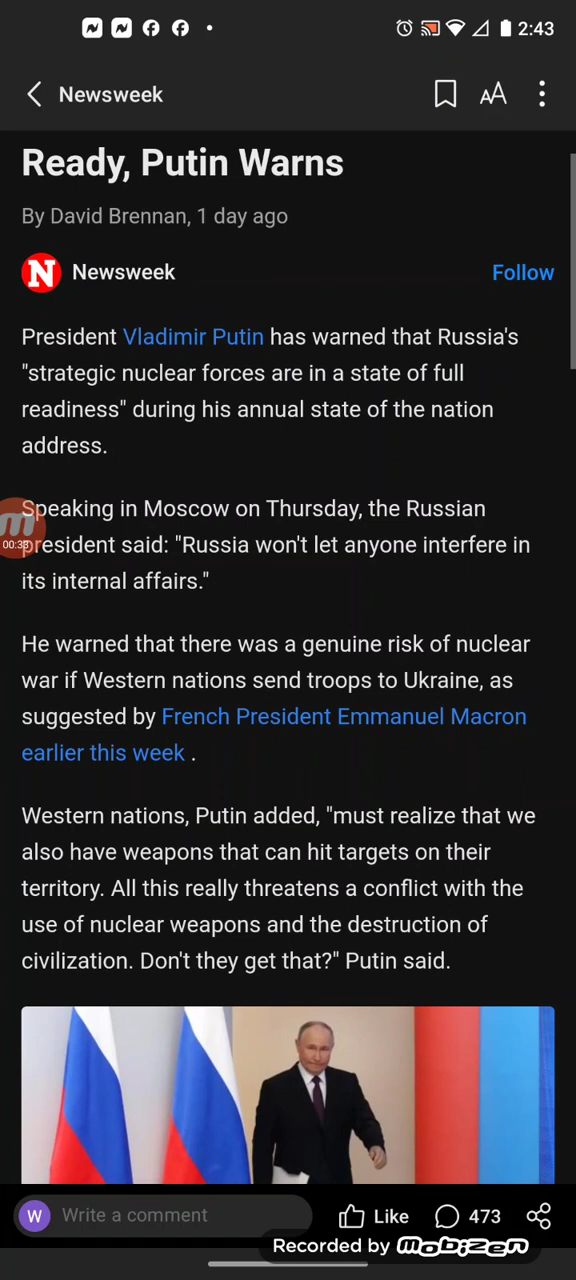 2:43
Newsweek
AA
Ready, Putin Warns
By David Brennan, 1 day ago
N
Newsweek
Follow
President Vladimir Putin has warned that Russia's
"strategic nuclear forces are in a state of full
readiness" during his annual state of the nation
address.
Speaking in Moscow on Thursday, the Russian
president said: "Russia won't let anyone interfere in
its internal affairs."
00:38
He warned that there was a genuine risk of nuclear
war if Western nations send troops to Ukraine, as
suggested by French President Emmanuel Macron
earlier this week .
Western nations, Putin added, "must realize that we
also have weapons that can hit targets on their
territory. All this really threatens a conflict with the
use of nuclear weapons and the destruction of
civilization. Don't they get that?" Putin said.
W
Write a comment
Like
473
Recorded by mobizen